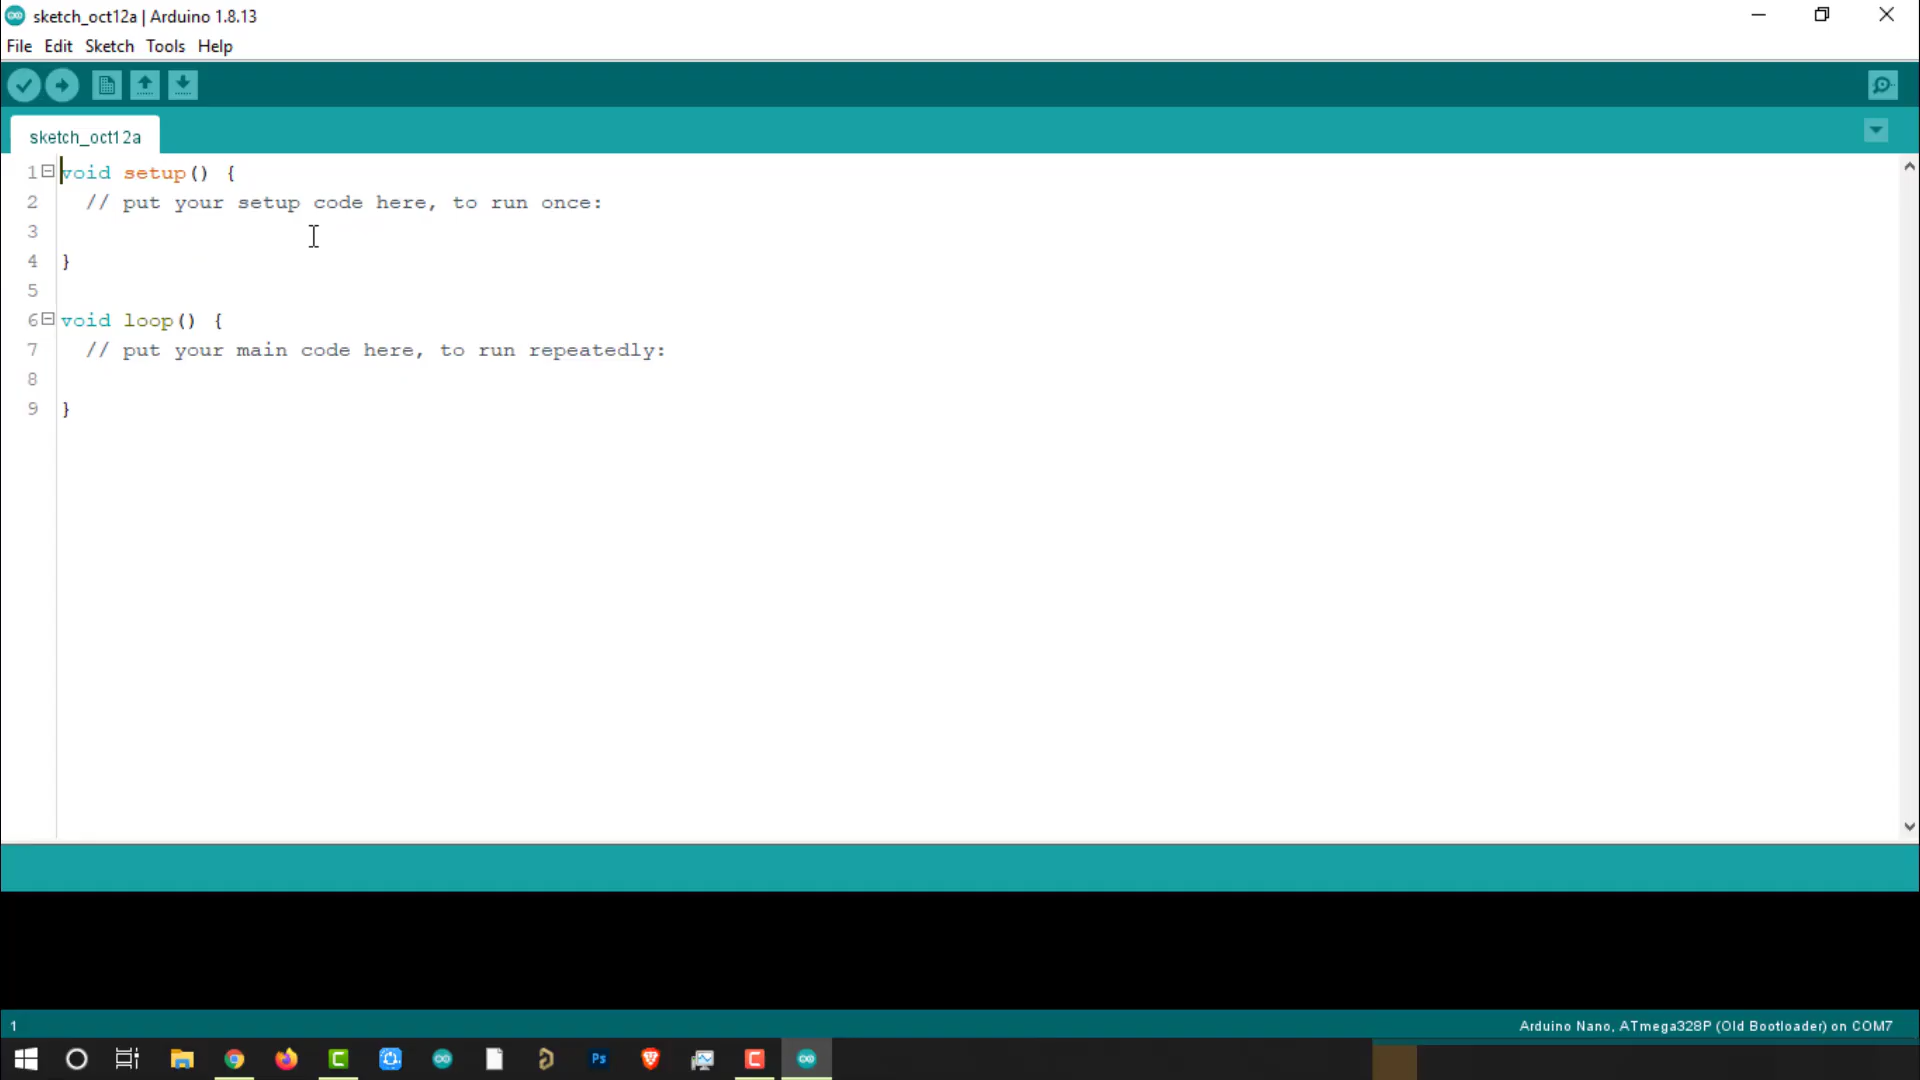 sketch_oct12a | Arduino 1.8.13
File Edit Sketch Tools Help
sketch_oct12a
1 void setup() {
2 // put your setup code here, to run once:
3
4 }
5
6 void loop() {
7 // put your main code here, to run repeatedly:
8
9 }
1 Arduino Nano, ATmega328P (Old Bootloader) on COM7
Ps